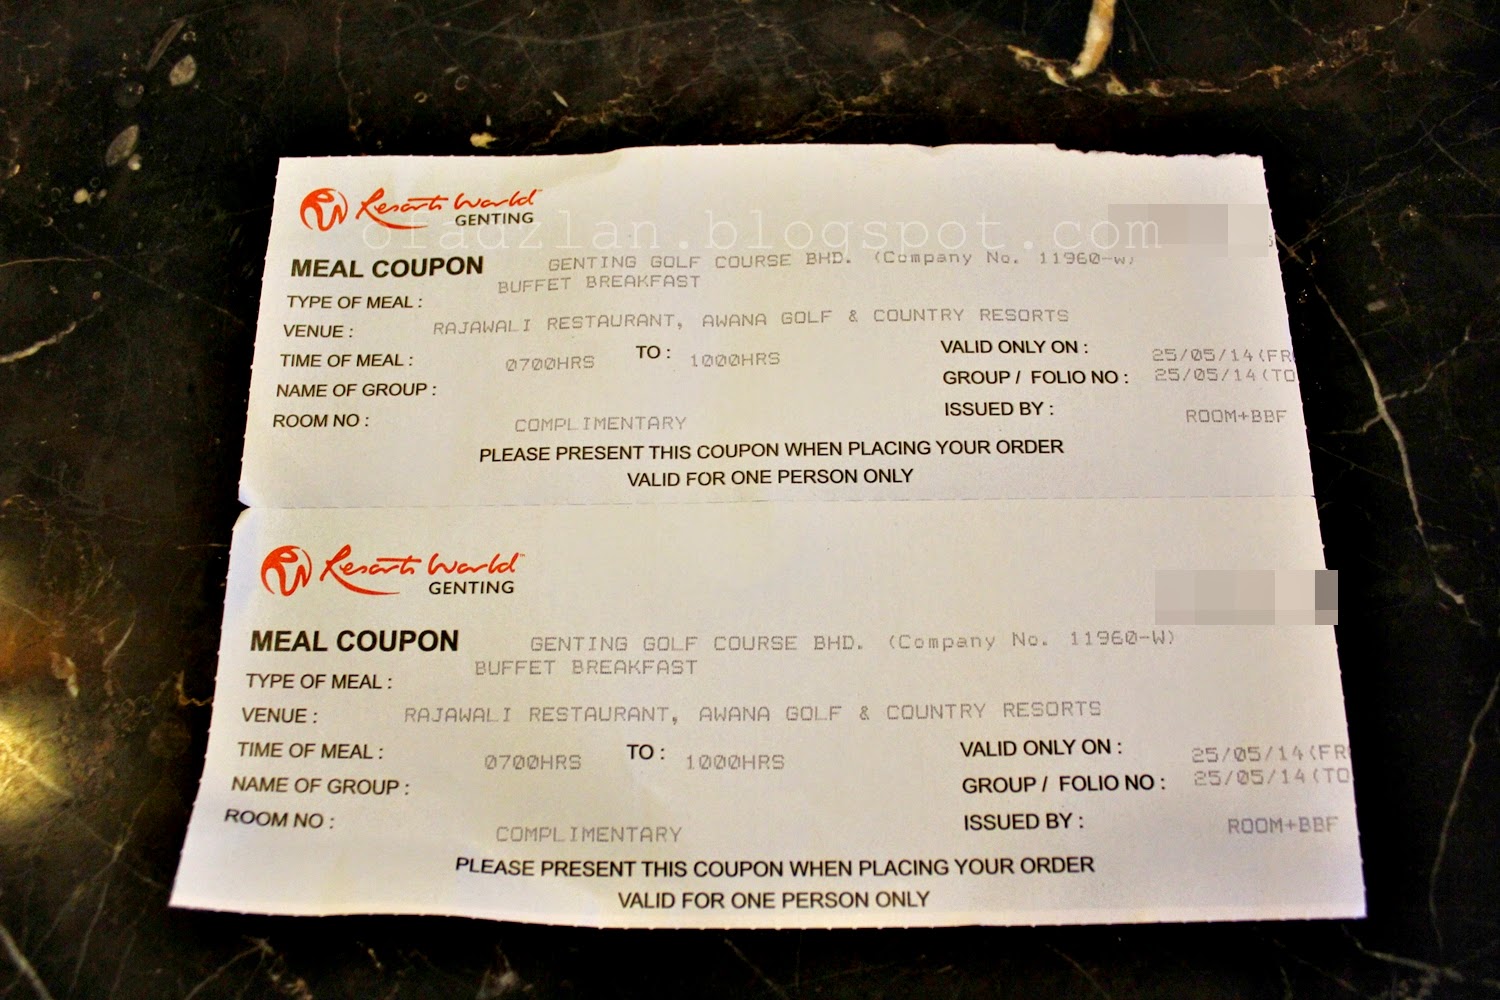 Resorts World™
GENTING
ofadzlan.blogspot.com
MEAL COUPON GENTING GOLF COURSE BHD. (Company No. 11960-W)
BUFFET BREAKFAST
TYPE OF MEAL :
VENUE : RAJAWALI RESTAURANT, AWANA GOLF & COUNTRY RESORTS
TIME OF MEAL : 0700HRS TO : 1000HRS VALID ONLY ON : 25/05/14(FR
NAME OF GROUP : GROUP / FOLIO NO : 25/05/14(TO
ROOM NO : COMPLIMENTARY ISSUED BY : ROOM+BBF
PLEASE PRESENT THIS COUPON WHEN PLACING YOUR ORDER
VALID FOR ONE PERSON ONLY
Resorts World™
GENTING
MEAL COUPON GENTING GOLF COURSE BHD. (Company No. 11960-W)
BUFFET BREAKFAST
TYPE OF MEAL :
VENUE : RAJAWALI RESTAURANT, AWANA GOLF & COUNTRY RESORTS
TIME OF MEAL : 0700HRS TO : 1000HRS VALID ONLY ON : 25/05/14(FR
NAME OF GROUP : GROUP / FOLIO NO : 25/05/14(TO
ROOM NO : COMPLIMENTARY ISSUED BY : ROOM+BBF
PLEASE PRESENT THIS COUPON WHEN PLACING YOUR ORDER
VALID FOR ONE PERSON ONLY